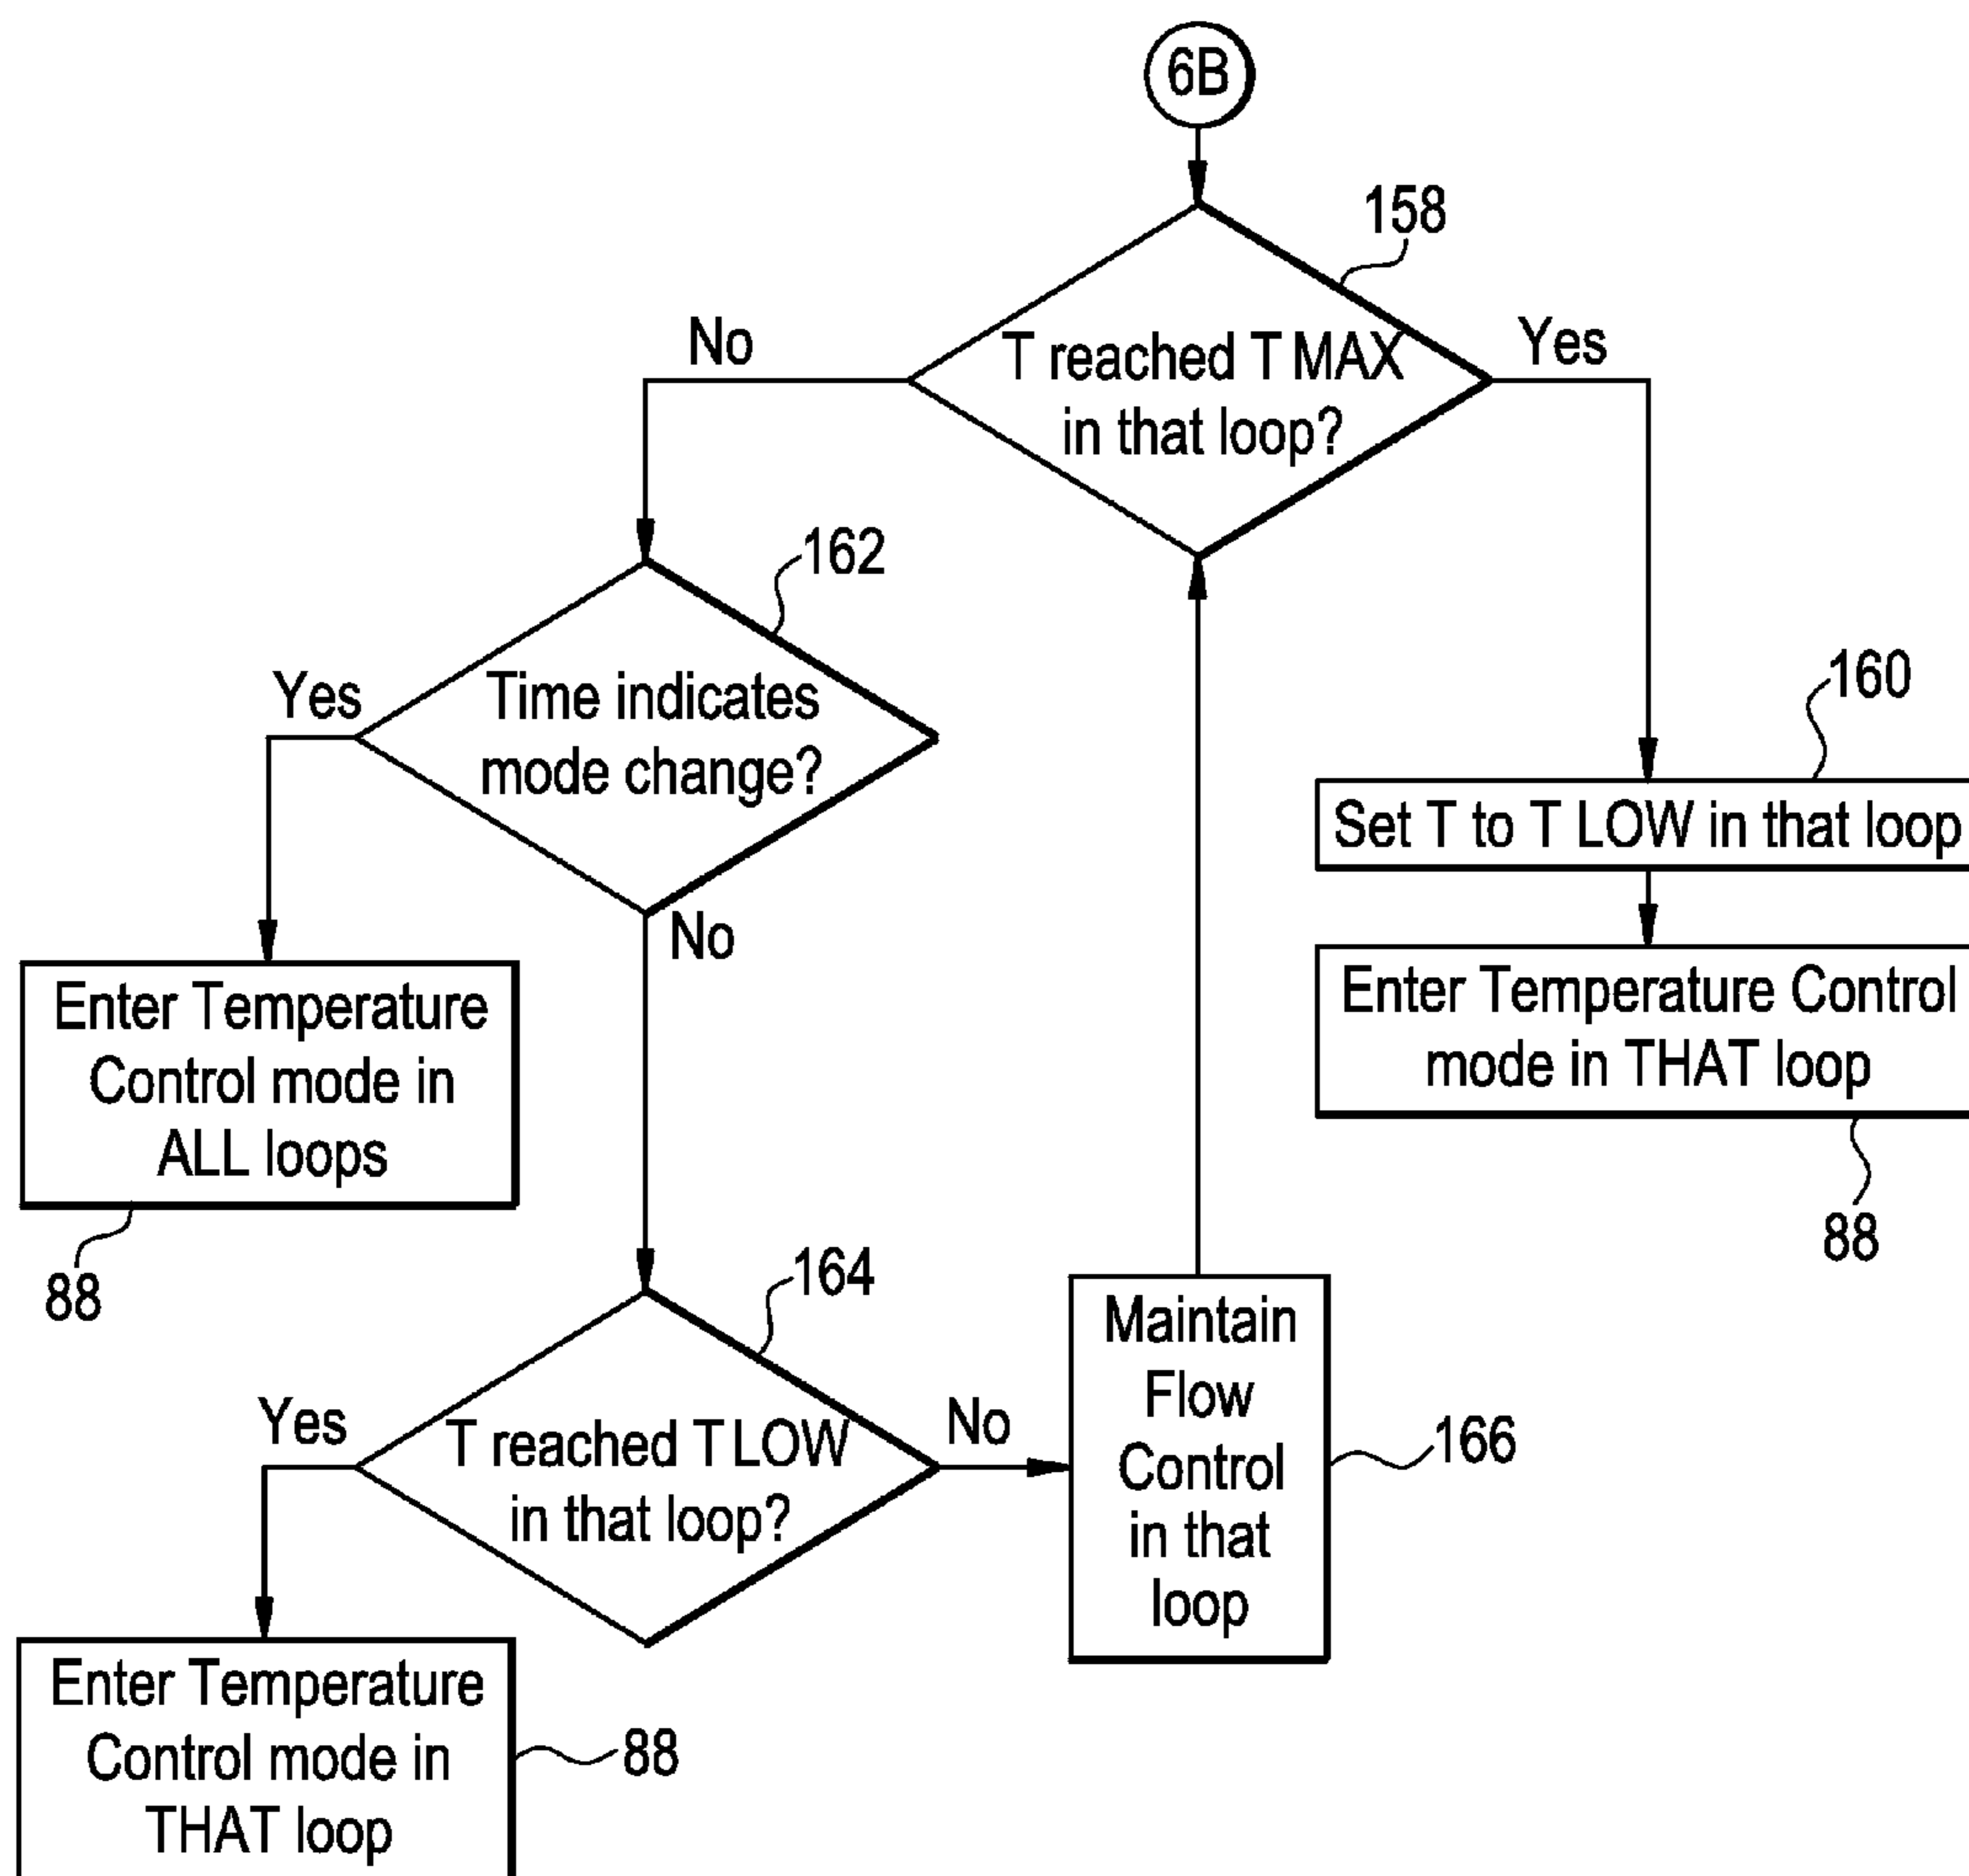 6B
158
T reached T MAX
in that loop?
No
Yes
162
Time indicates
mode change?
Yes
No
160
Set T to T LOW in that loop
Enter Temperature Control
mode in THAT loop
88
Enter Temperature
Control mode in
ALL loops
88
164
T reached T LOW
in that loop?
Yes
No
Maintain
Flow
Control
in that
loop
166
Enter Temperature
Control mode in
THAT loop
88